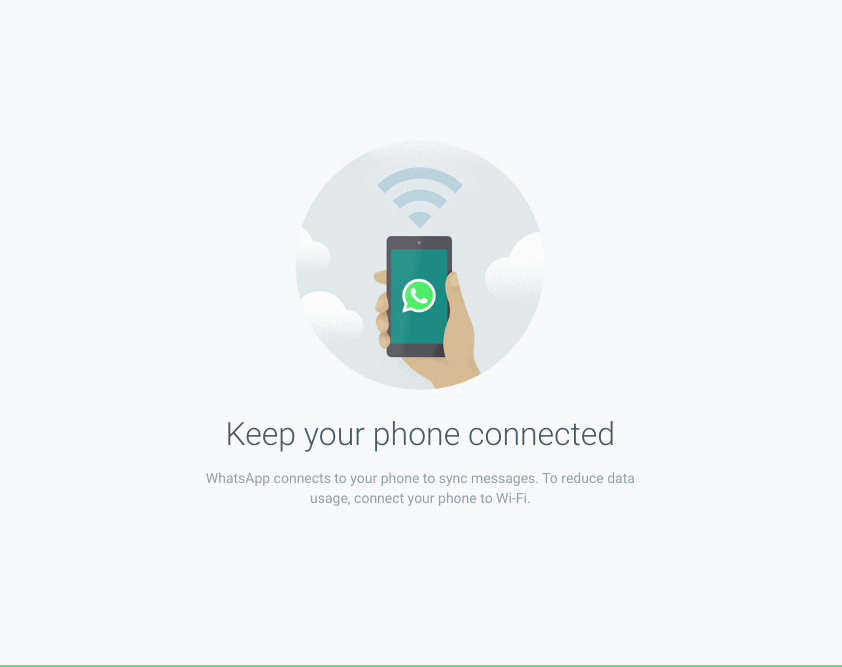 Keep your phone connected
WhatsApp connects to your phone to sync messages. To reduce data
usage, connect your phone to Wi-Fi.